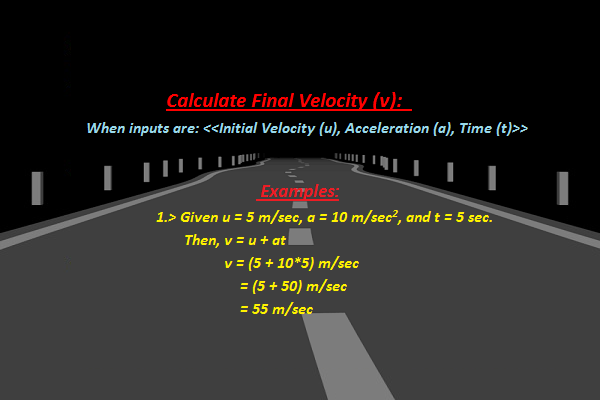 Calculate Final Velocity (v):
When inputs are: <<Initial Velocity (u), Acceleration (a), Time (t)>>
Examples:
1.> Given u = 5 m/sec, a = 10 m/sec², and t = 5 sec.
Then, v = u + at
v = (5 + 10*5) m/sec
= (5 + 50) m/sec
= 55 m/sec